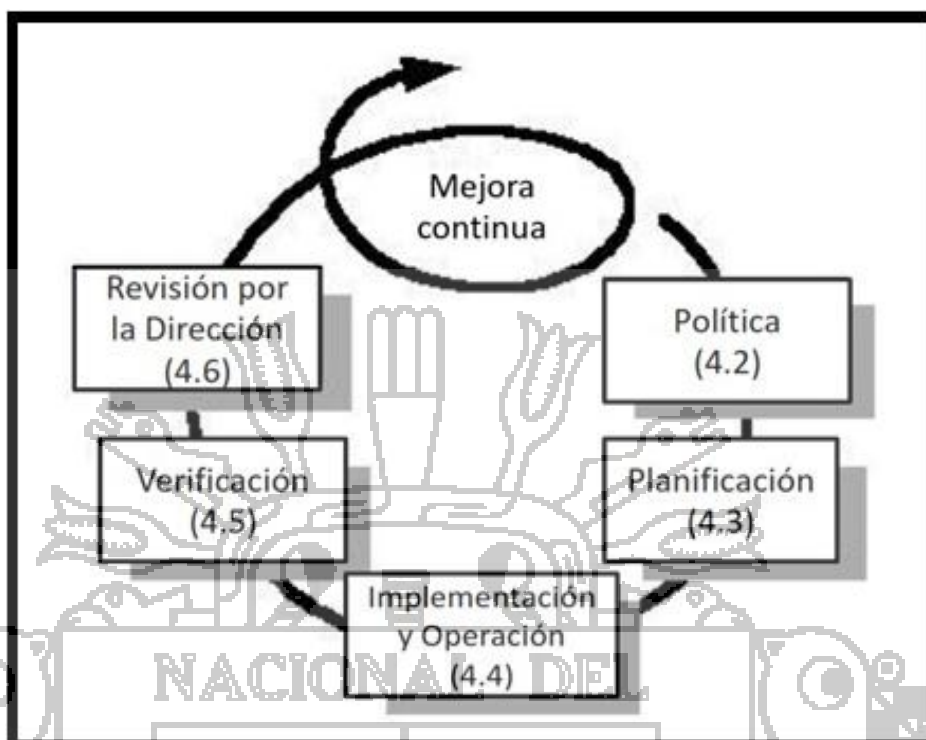 Mejora
continua
Revisión por
la Dirección
(4.6)
Política
(4.2)
Verificación
(4.5)
Planificación
(4.3)
Implementación
y Operación
(4.4)
NACIONAL DEL